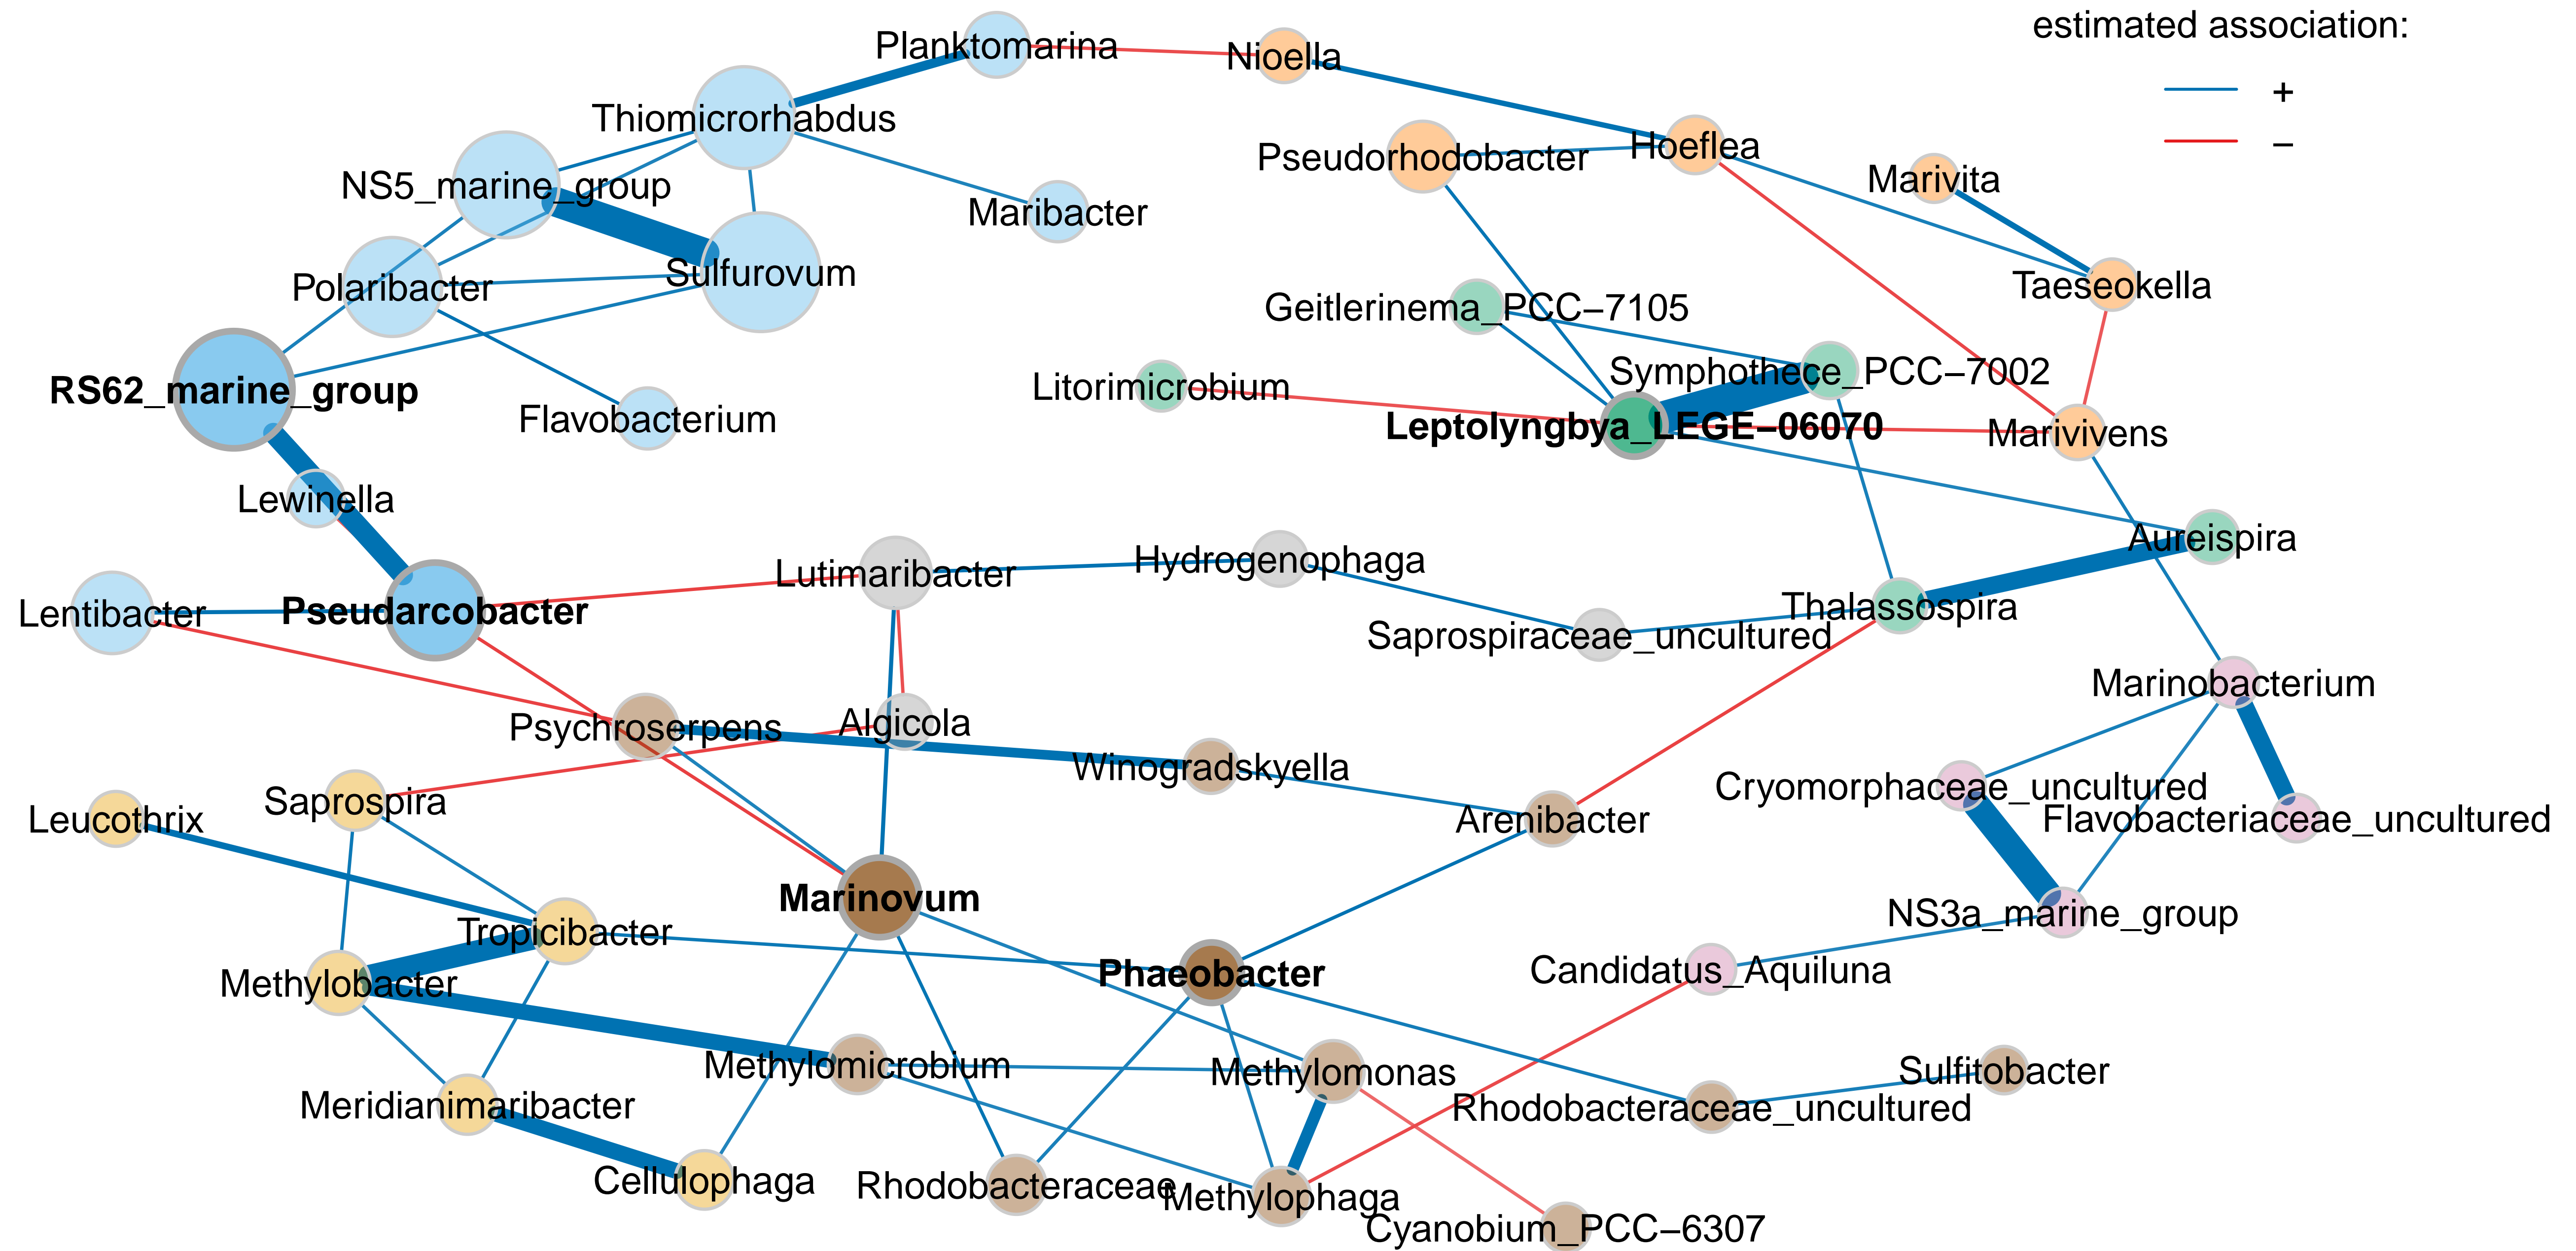 estimated association:
Planktomarina
Nioella
+
Thiomicrorhabdus
Hoeflea
−
Pseudorhodobacter
Marivita
NS5_marine_group
Maribacter
Sulfurovum
Polaribacter
Taeseokella
Geitlerinema_PCC−7105
Symphothece_PCC−7002
RS62_marine_group
Litorimicrobium
Flavobacterium
Leptolyngbya_LEGE−06070
Marivivens
Lewinella
Aureispira
Hydrogenophaga
Lutimaribacter
Lentibacter
Pseudarcobacter
Thalassospira
Saprospiraceae_uncultured
Marinobacterium
Psychroserpens
Algicola
Winogradskyella
Cryomorphaceae_uncultured
Saprospira
Leucothrix
Arenibacter
Flavobacteriaceae_uncultured
Marinovum
NS3a_marine_group
Tropicibacter
Phaeobacter
Candidatus_Aquiluna
Methylobacter
Methylomicrobium
Methylomonas
Sulfitobacter
Meridianimaribacter
Rhodobacteraceae_uncultured
Cellulophaga
Rhodobacteraceae
Methylophaga
Cyanobium_PCC−6307